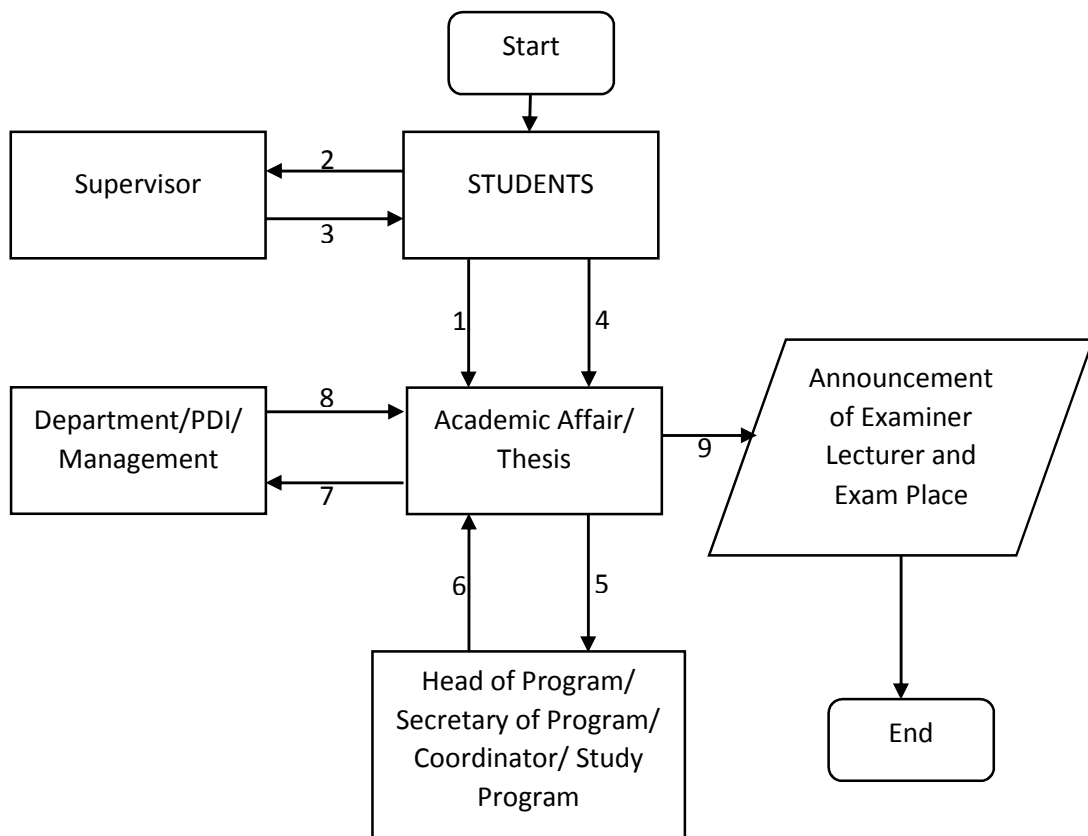 Start
Supervisor
2
STUDENTS
3
1
4
Department/PDI/
Management
8
7
Academic Affair/
Thesis
9
Announcement
of Examiner
Lecturer and
Exam Place
6
5
Head of Program/
Secretary of Program/
Coordinator/ Study
Program
End